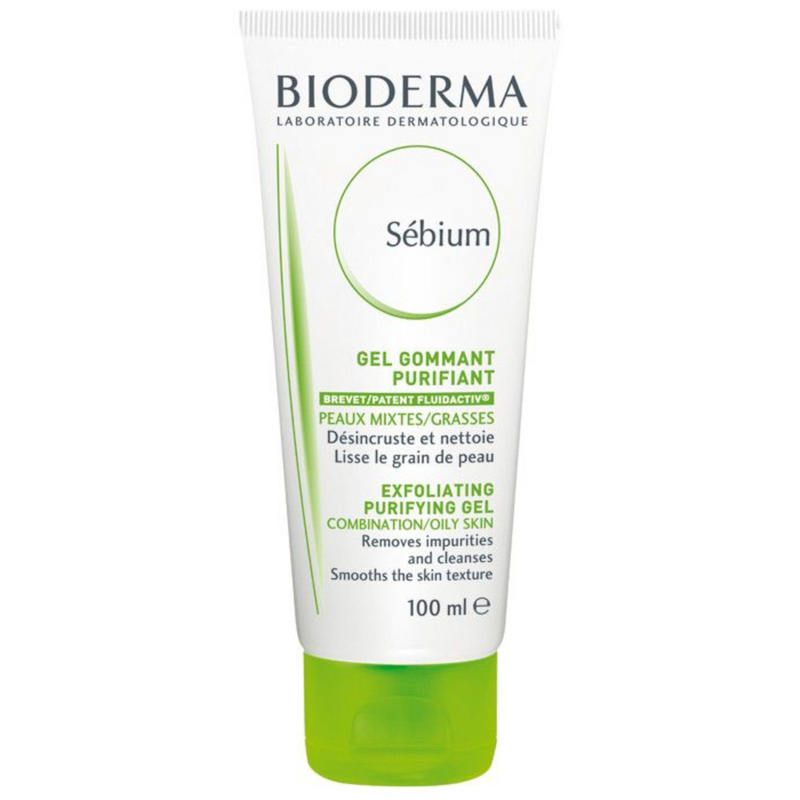 BIODERMA
LABORATOIRE DERMATOLOGIQUE
Sébium
GEL GOMMANT
PURIFIANT
BREVET/PATENT FLUIDACTIV®
PEAUX MIXTES/GRASSES
Désincruste et nettoie
Lisse le grain de peau
EXFOLIATING
PURIFYING GEL
COMBINATION/OILY SKIN
Removes impurities
and cleanses
Smooths the skin texture
100 ml ℮